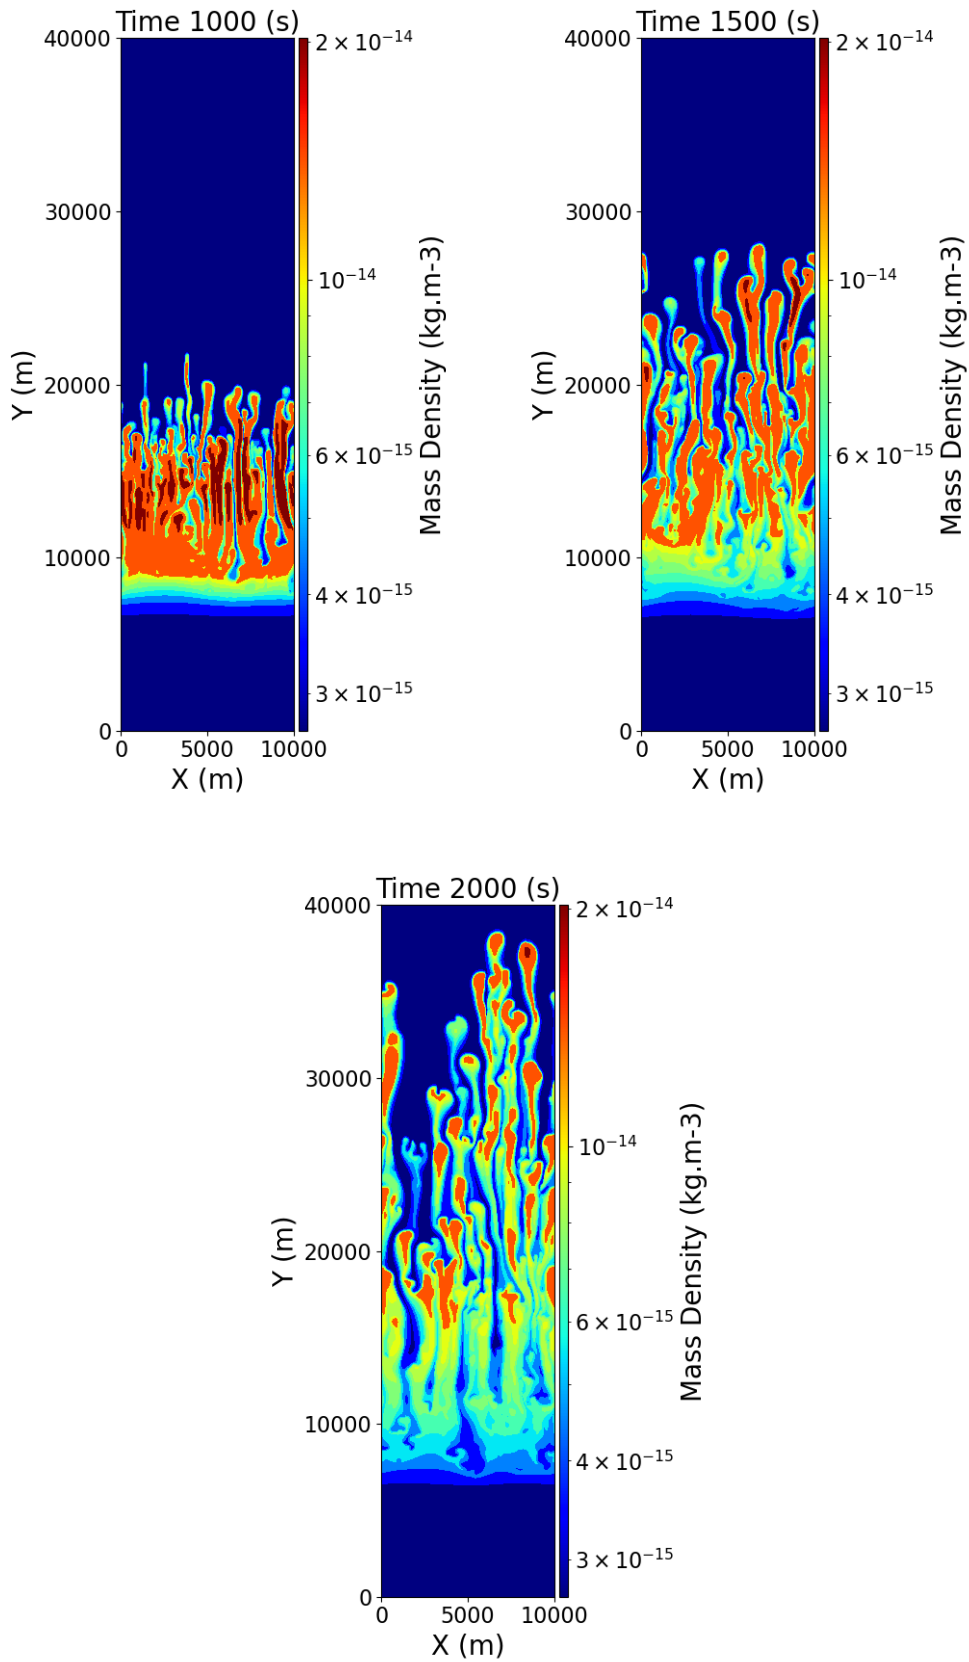 Time 1000 (s)
40000
30000
20000
10000
0
Y (m)
0 5000 10000
X (m)
2×10⁻¹⁴
10⁻¹⁴
6×10⁻¹⁵
4×10⁻¹⁵
3×10⁻¹⁵
Mass Density (kg.m-3)
Time 1500 (s)
40000
30000
20000
10000
0
Y (m)
0 5000 10000
X (m)
2×10⁻¹⁴
10⁻¹⁴
6×10⁻¹⁵
4×10⁻¹⁵
3×10⁻¹⁵
Mass Density (kg.m-3)
Time 2000 (s)
40000
30000
20000
10000
0
Y (m)
0 5000 10000
X (m)
2×10⁻¹⁴
10⁻¹⁴
6×10⁻¹⁵
4×10⁻¹⁵
3×10⁻¹⁵
Mass Density (kg.m-3)